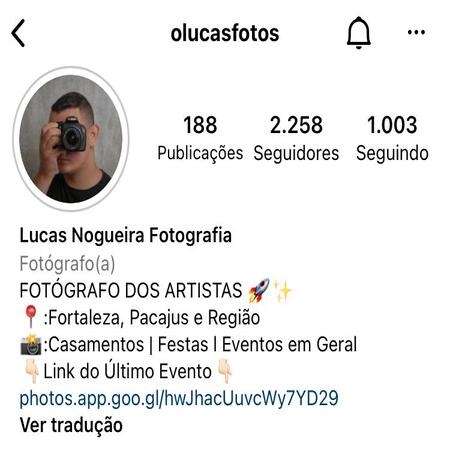 olucasfotos
188
2.258
1.003
Publicações
Seguidores
Seguindo
Lucas Nogueira Fotografia
Fotógrafo(a)
FOTÓGRAFO DOS ARTISTAS 🚀✨
📍:Fortaleza, Pacajus e Região
📸:Casamentos | Festas l Eventos em Geral
👇🏻Link do Último Evento👇🏻
photos.app.goo.gl/hwJhacUuvcWy7YD29
Ver tradução